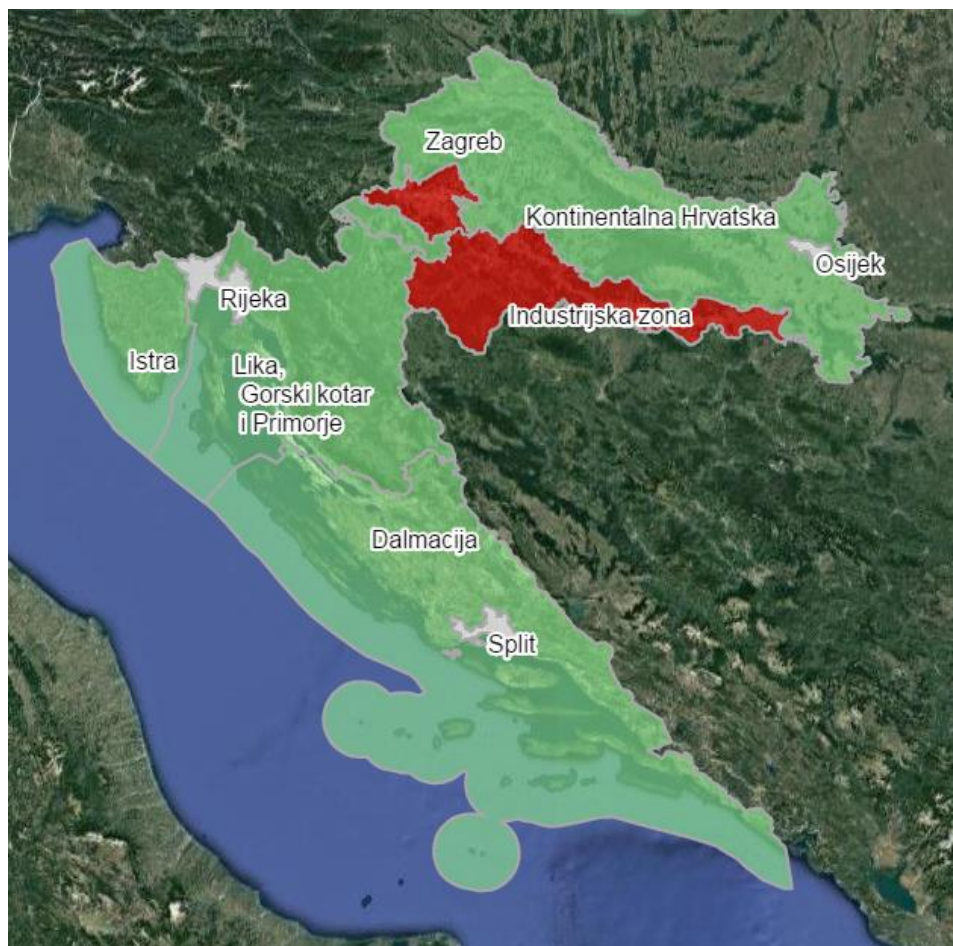 Zagreb
Kontinentalna Hrvatska
Osijek
Rijeka
Industrijska zona
Istra
Lika,
Gorski kotar
i Primorje
Dalmacija
Split